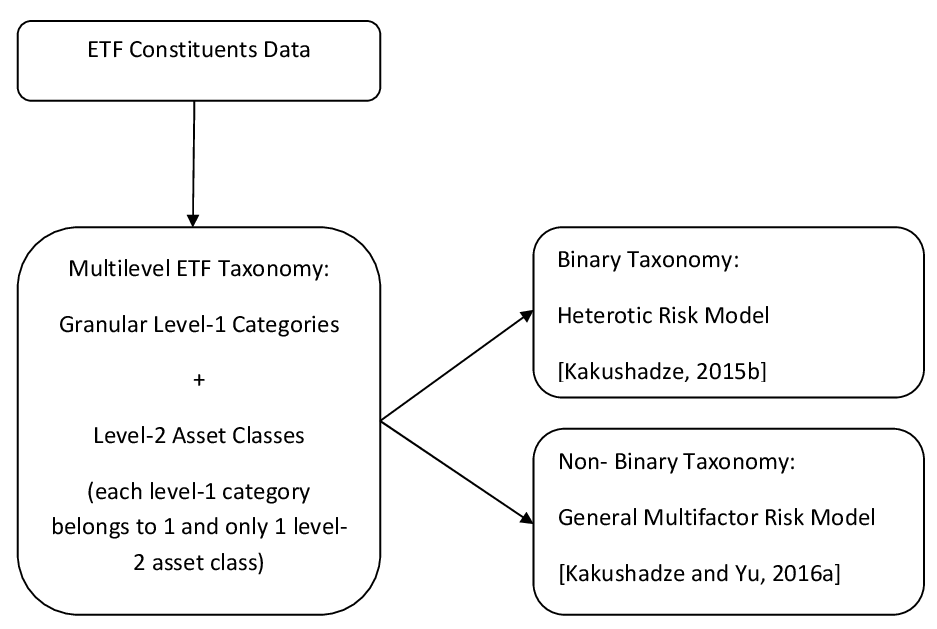 ETF Constituents Data
Multilevel ETF Taxonomy:
Granular Level-1 Categories
+
Level-2 Asset Classes
(each level-1 category
belongs to 1 and only 1 level-
2 asset class)
Binary Taxonomy:
Heterotic Risk Model
[Kakushadze, 2015b]
Non- Binary Taxonomy:
General Multifactor Risk Model
[Kakushadze and Yu, 2016a]